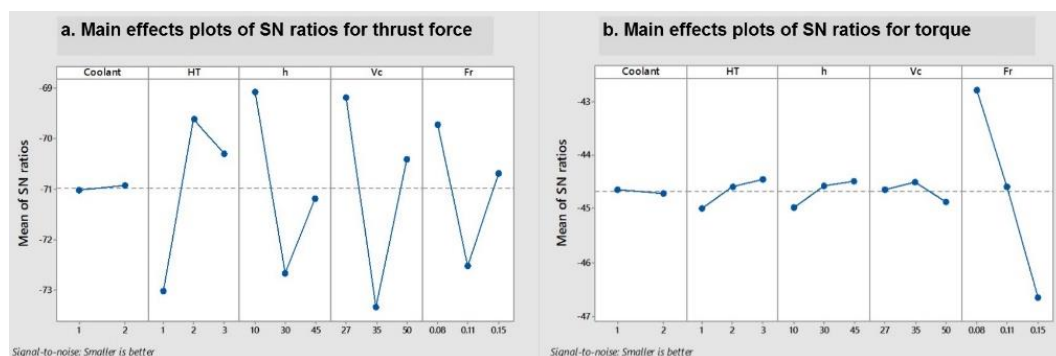 a. Main effects plots of SN ratios for thrust force
Coolant HT h Vc Fr
Mean of SN ratios
-69
-70
-71
-72
-73
1 2 1 2 3 10 30 45 27 35 50 0.08 0.11 0.15
Signal-to-noise: Smaller is better
b. Main effects plots of SN ratios for torque
Coolant HT h Vc Fr
Mean of SN ratios
-43
-44
-45
-46
-47
1 2 1 2 3 10 30 45 27 35 50 0.08 0.11 0.15
Signal-to-noise: Smaller is better